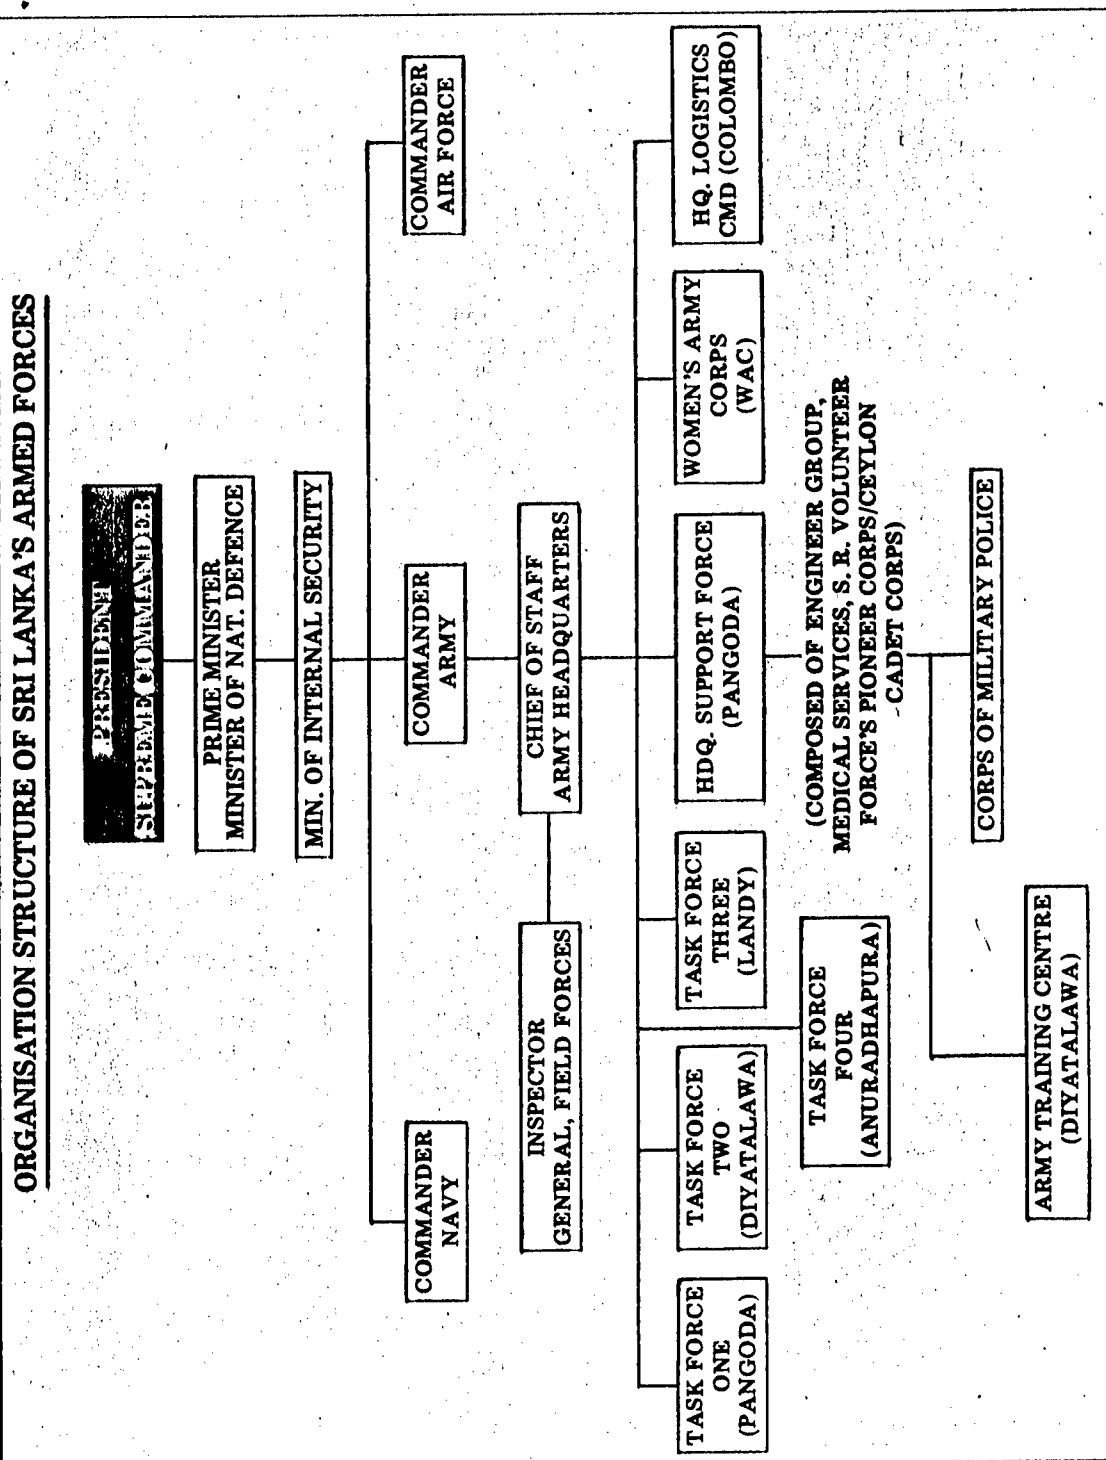 ORGANISATION STRUCTURE OF SRI LANKA'S ARMED FORCES
PRESIDENT
SUPREME COMMANDER
PRIME MINISTER
MINISTER OF NAT. DEFENCE
MIN. OF INTERNAL SECURITY
COMMANDER
NAVY
COMMANDER
ARMY
COMMANDER
AIR FORCE
INSPECTOR
GENERAL, FIELD FORCES
CHIEF OF STAFF
ARMY HEADQUARTERS
TASK FORCE
ONE
(PANGODA)
TASK FORCE
TWO
(DIYATALAWA)
TASK FORCE
THREE
(LANDY)
HDQ. SUPPORT FORCE
(PANGODA)
WOMEN'S ARMY
CORPS
(WAC)
HQ. LOGISTICS
CMD (COLOMBO)
TASK FORCE
FOUR
(ANURADHAPURA)
(COMPOSED OF ENGINEER GROUP,
MEDICAL SERVICES, S. R. VOLUNTEER
FORCE'S PIONEER CORPS/CEYLON
CADET CORPS)
ARMY TRAINING CENTRE
(DIYATALAWA)
CORPS OF MILITARY POLICE